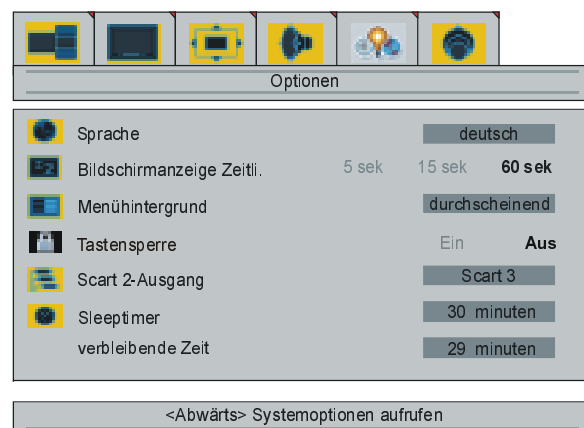 Optionen
Sprache deutsch
Bildschirmanzeige Zeitli. 5 sek 15 sek 60 sek
Menühintergrund durchscheinend
Tastensperre Ein Aus
Scart 2-Ausgang Scart 3
Sleeptimer 30 minuten
verbleibende Zeit 29 minuten
<Abwärts> Systemoptionen aufrufen